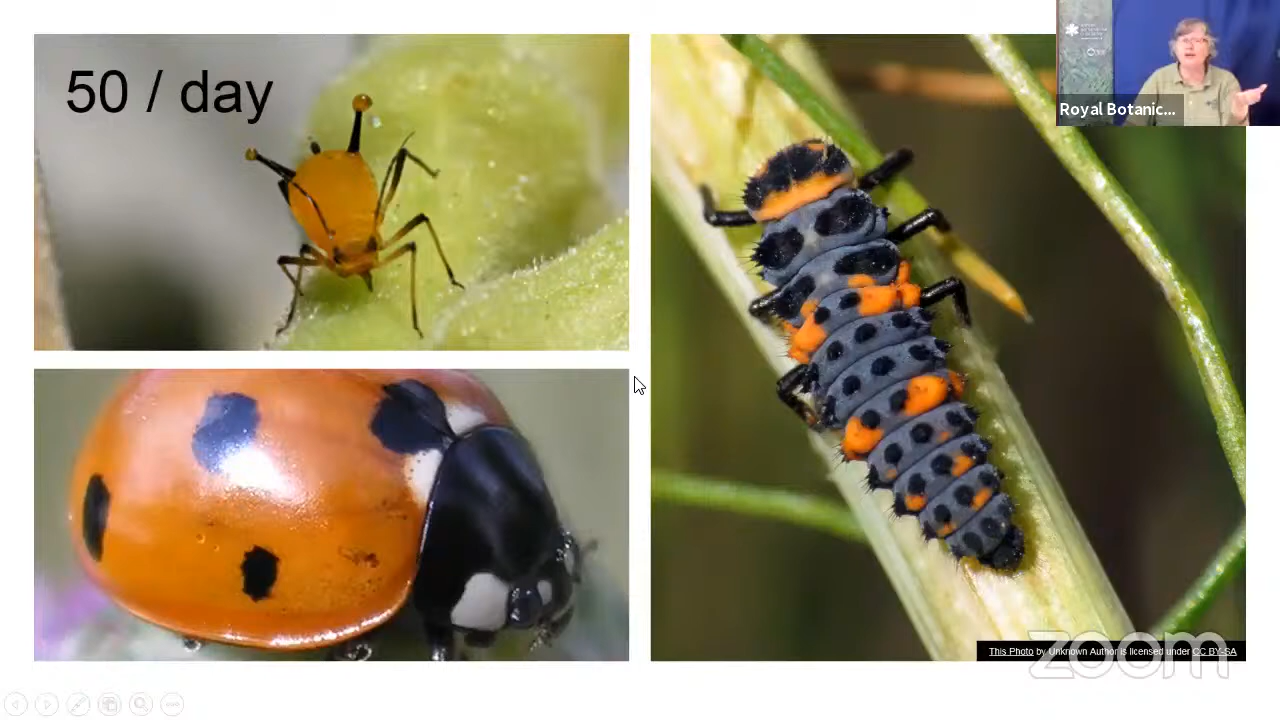 50 / day
Royal Botanic...
This Photo by Unknown Author is licensed under CC BY-SA
zoom